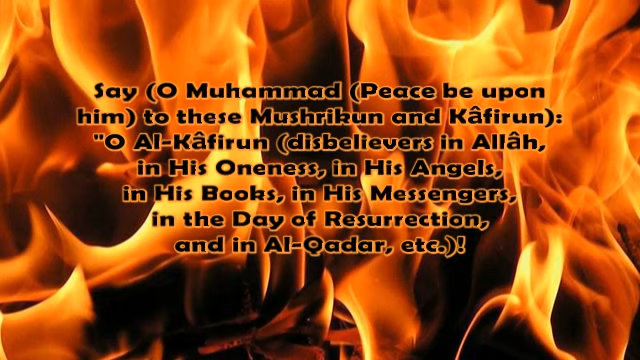 Say (O Muhammad (Peace be upon
him) to these Mushrikun and Kâfirun):
"O Al-Kâfirun (disbelievers in Allâh,
in His Oneness, in His Angels,
in His Books, in His Messengers,
in the Day of Resurrection,
and in Al-Qadar, etc.)!